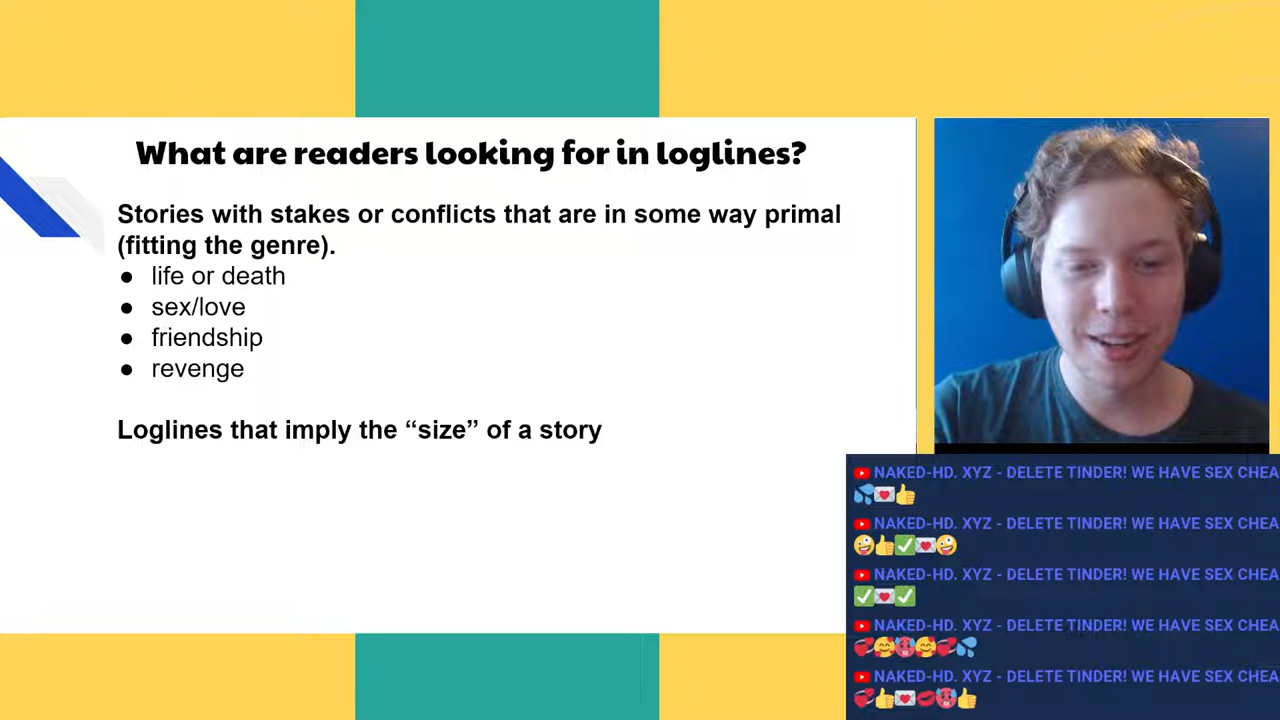 What are readers looking for in loglines?
Stories with stakes or conflicts that are in some way primal
(fitting the genre).
● life or death
● sex/love
● friendship
● revenge
Loglines that imply the “size” of a story
NAKED-HD. XYZ - DELETE TINDER! WE HAVE SEX CHEA
💦💌👍
NAKED-HD. XYZ - DELETE TINDER! WE HAVE SEX CHEA
🤪👍✅💌🤪
NAKED-HD. XYZ - DELETE TINDER! WE HAVE SEX CHEA
✅💌✅
NAKED-HD. XYZ - DELETE TINDER! WE HAVE SEX CHEA
💞🥰🥵🥰💞💦
NAKED-HD. XYZ - DELETE TINDER! WE HAVE SEX CHEA
💞👍💌💋🥵👍